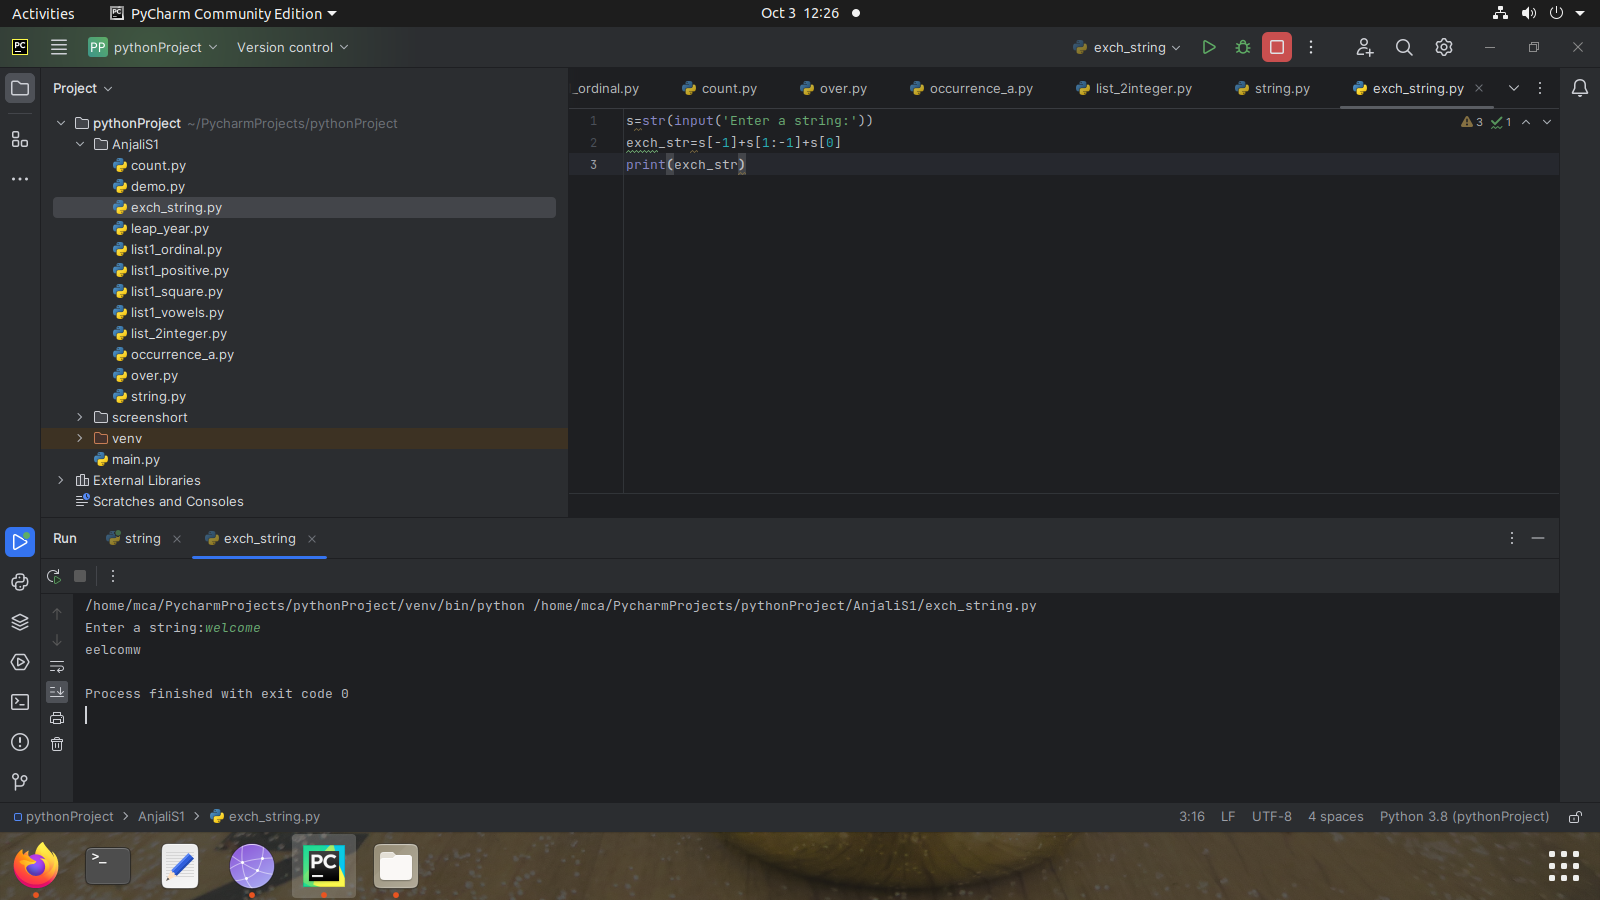 Activities PyCharm Community Edition Oct 3 12:26
PC PP pythonProject Version control exch_string
Project _ordinal.py count.py over.py occurrence_a.py list_2integer.py string.py exch_string.py
pythonProject ~/PycharmProjects/pythonProject
AnjaliS1
count.py
demo.py
exch_string.py
leap_year.py
list1_ordinal.py
list1_positive.py
list1_square.py
list1_vowels.py
list_2integer.py
occurrence_a.py
over.py
string.py
screenshort
venv
main.py
External Libraries
Scratches and Consoles
1 s=str(input('Enter a string:')) 3 1
2 exch_str=s[-1]+s[1:-1]+s[0]
3 print(exch_str)
Run string exch_string
/home/mca/PycharmProjects/pythonProject/venv/bin/python /home/mca/PycharmProjects/pythonProject/AnjaliS1/exch_string.py
Enter a string:welcome
eelcomw
Process finished with exit code 0
pythonProject > AnjaliS1 > exch_string.py 3:16 LF UTF-8 4 spaces Python 3.8 (pythonProject)
>_ PC